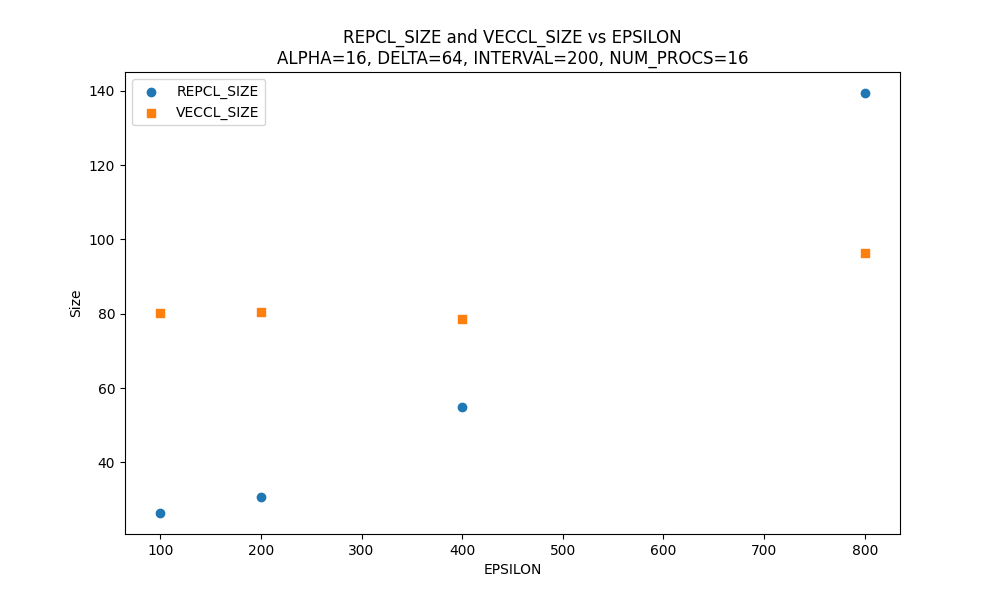 REPCL_SIZE and VECCL_SIZE vs EPSILON
ALPHA=16, DELTA=64, INTERVAL=200, NUM_PROCS=16
REPCL_SIZE
VECCL_SIZE
Size
140
120
100
80
60
40
100 200 300 400 500 600 700 800
EPSILON